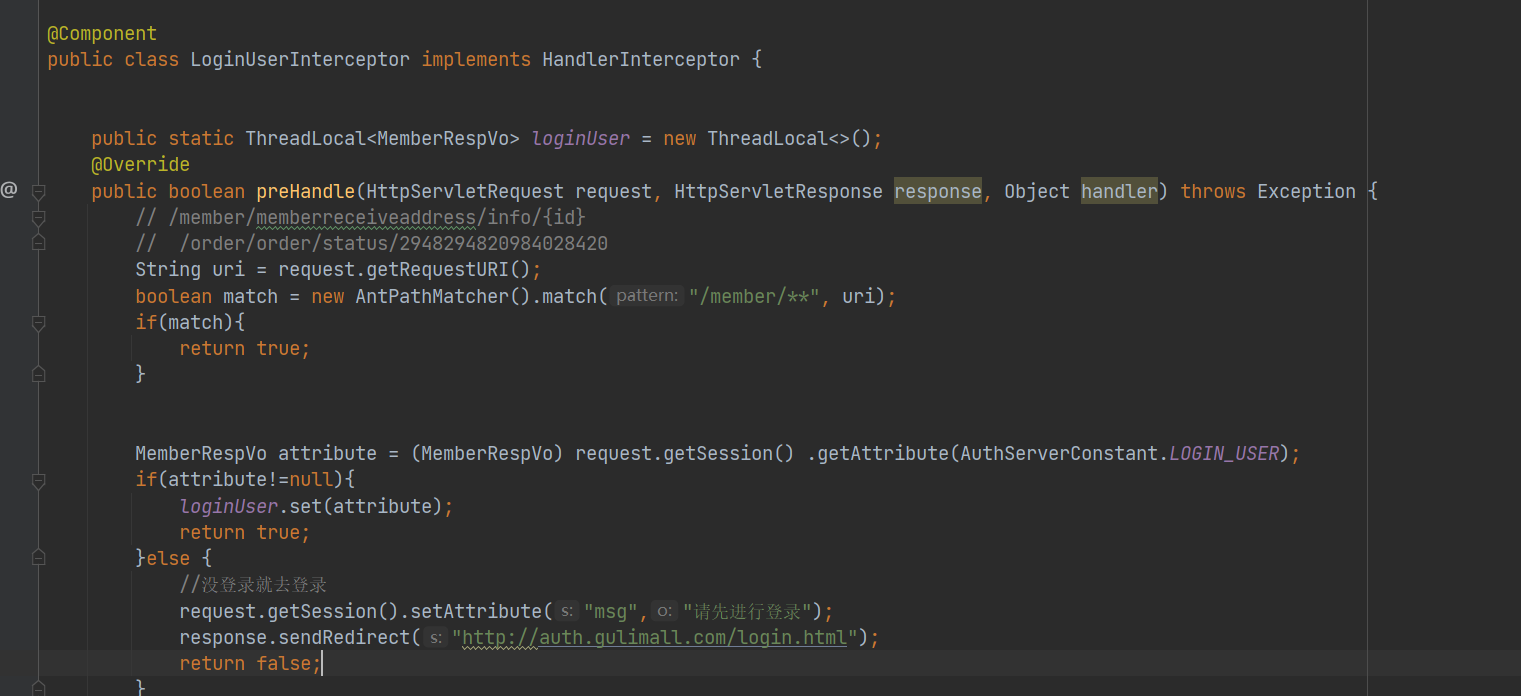 @Component
public class LoginUserInterceptor implements HandlerInterceptor {
public static ThreadLocal<MemberRespVo> loginUser = new ThreadLocal<>();
@Override
@ public boolean preHandle(HttpServletRequest request, HttpServletResponse response, Object handler) throws Exception {
// /member/memberreceiveaddress/info/{id}
//  /order/order/status/2948294820984028420
String uri = request.getRequestURI();
boolean match = new AntPathMatcher().match( pattern: "/member/**", uri);
if(match){
return true;
}
MemberRespVo attribute = (MemberRespVo) request.getSession() .getAttribute(AuthServerConstant.LOGIN_USER);
if(attribute!=null){
loginUser.set(attribute);
return true;
}else {
//没登录就去登录
request.getSession().setAttribute( s: "msg", o: "请先进行登录");
response.sendRedirect( s: "http://auth.gulimall.com/login.html");
return false;
}